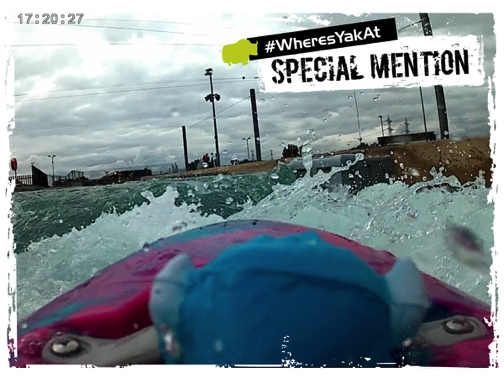 17:20:27
#WheresYakAt
SPECIAL MENTION